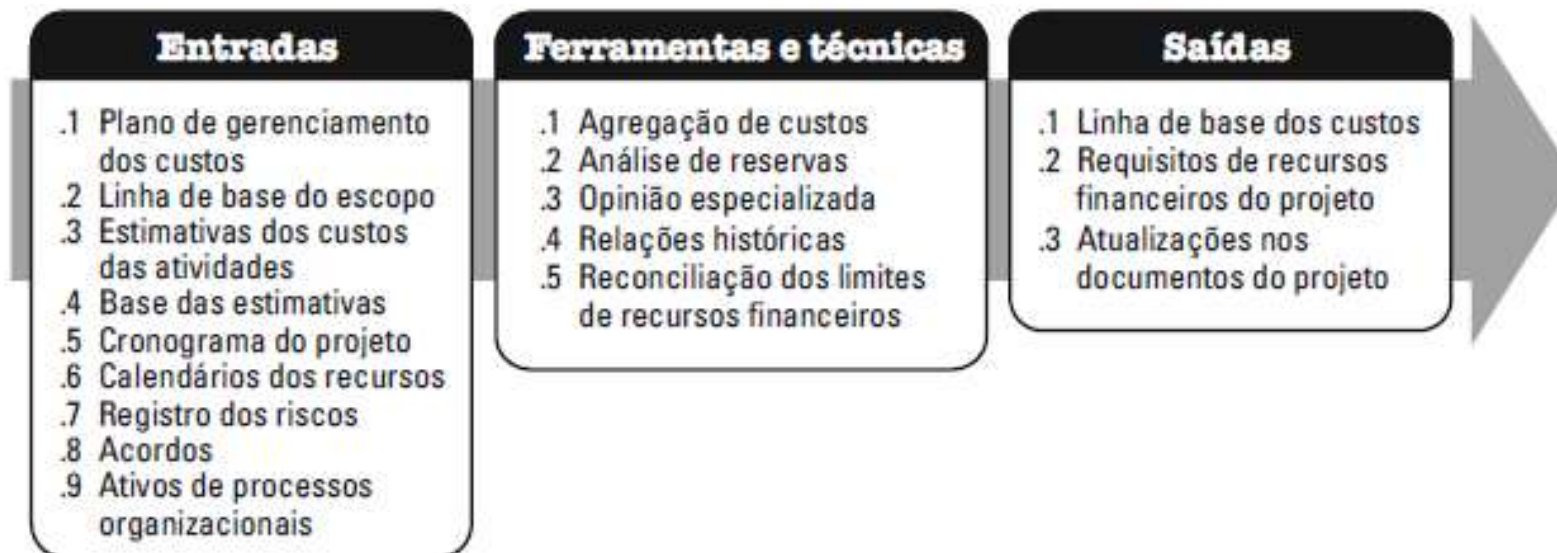 Entradas
.1 Plano de gerenciamento
dos custos
.2 Linha de base do escopo
.3 Estimativas dos custos
das atividades
.4 Base das estimativas
.5 Cronograma do projeto
.6 Calendários dos recursos
.7 Registro dos riscos
.8 Acordos
.9 Ativos de processos
organizacionais
Ferramentas e técnicas
.1 Agregação de custos
.2 Análise de reservas
.3 Opinião especializada
.4 Relações históricas
.5 Reconciliação dos limites
de recursos financeiros
Saídas
.1 Linha de base dos custos
.2 Requisitos de recursos
financeiros do projeto
.3 Atualizações nos
documentos do projeto